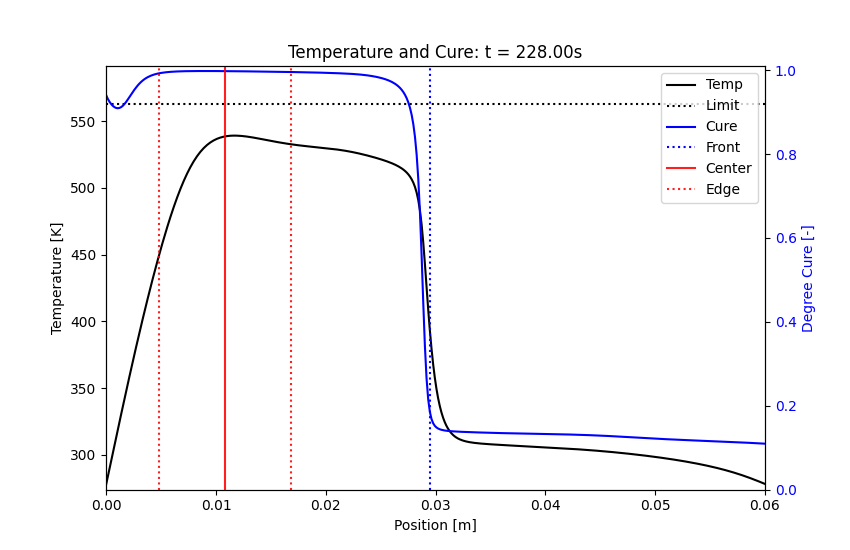 Temperature and Cure: t = 228.00s
Temperature [K]
550
500
450
400
350
300
0.00 0.01 0.02 0.03 0.04 0.05 0.06
Position [m]
1.0
0.8
0.6
0.4
0.2
0.0
Degree Cure [-]
Temp
Limit
Cure
Front
Center
Edge